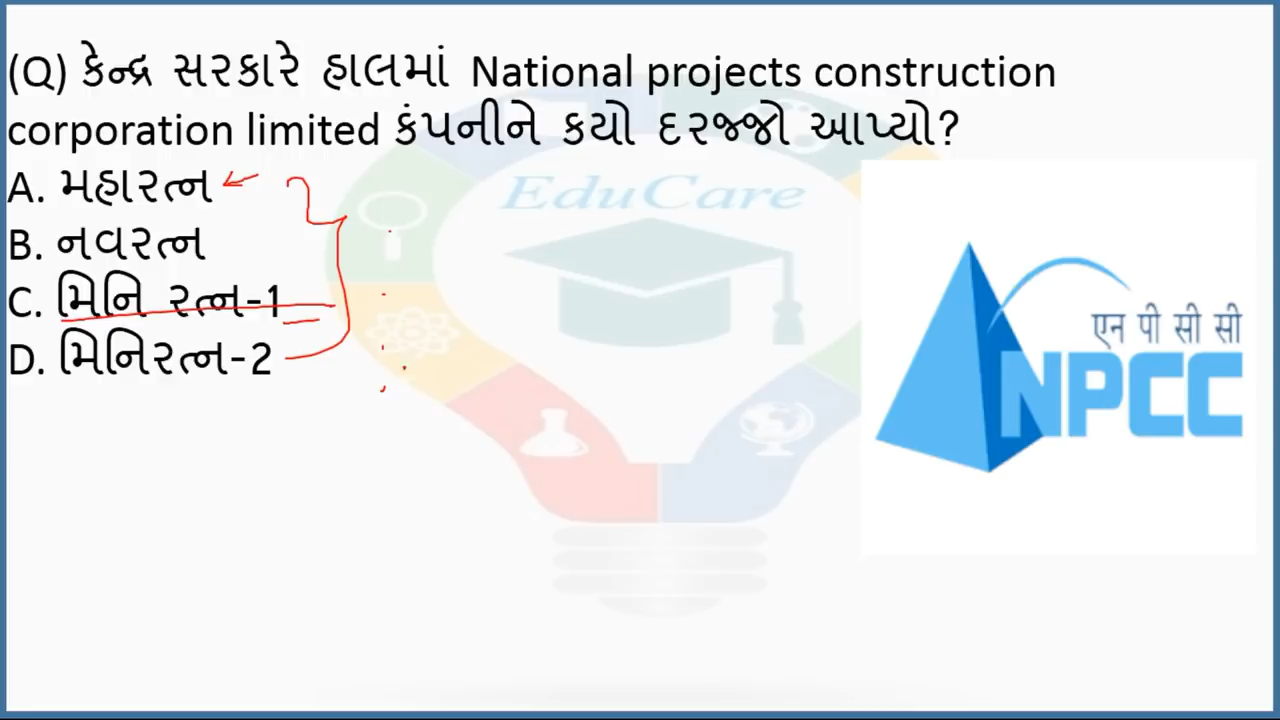 (Q) કેન્દ્ર સરકારે હાલમાં National projects construction
corporation limited કંપનીને કયો દરજ્જો આપ્યો?
A. મહારત્ન
B. નવરત્ન
C. મિનિ રત્ન-1
D. મિનિરત્ન-2
EduCare
एन पी सी सी
NPCC